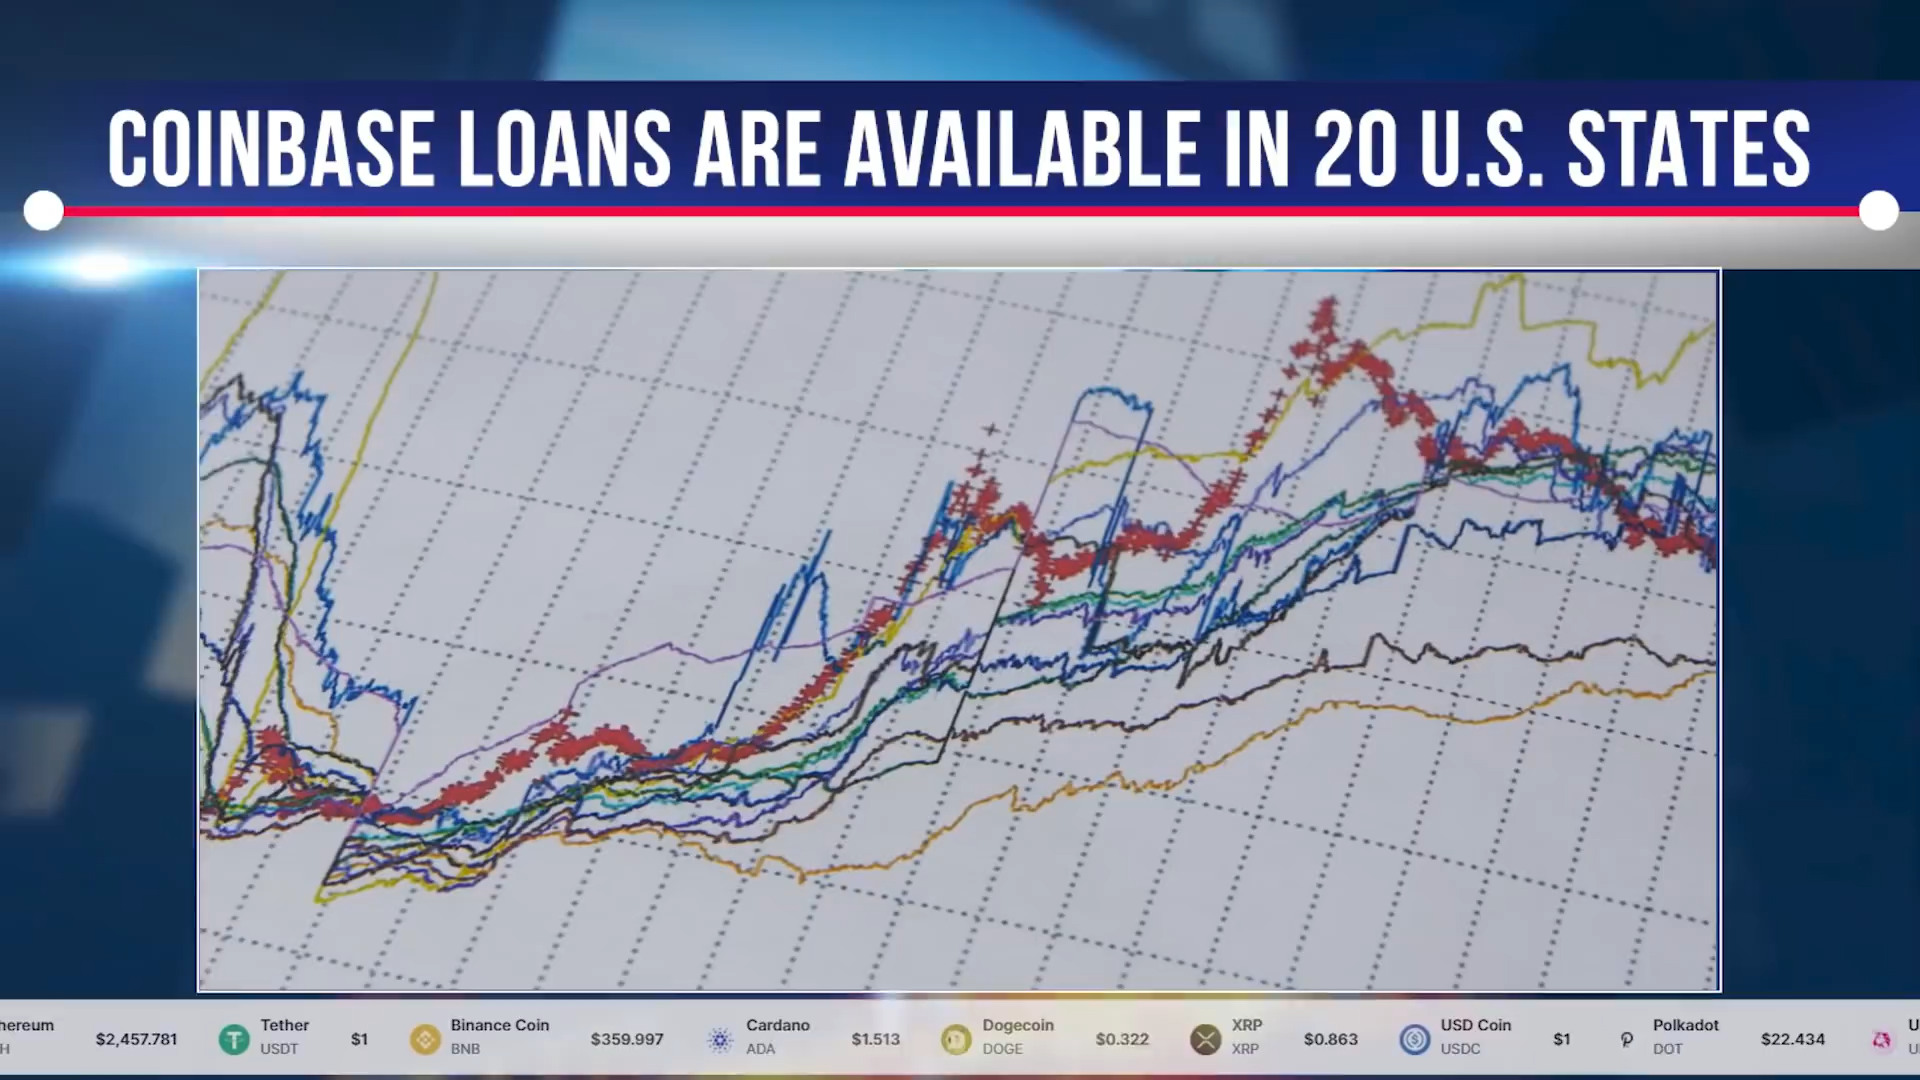 COINBASE LOANS ARE AVAILABLE IN 20 U.S. STATES
hereum $2,457.781 Tether $1 Binance Coin $359.997 Cardano $1.513 Dogecoin $0.322 XRP $0.863 USD Coin $1 Polkadot $22.434 U
H USDT BNB ADA DOGE XRP USDC DOT U